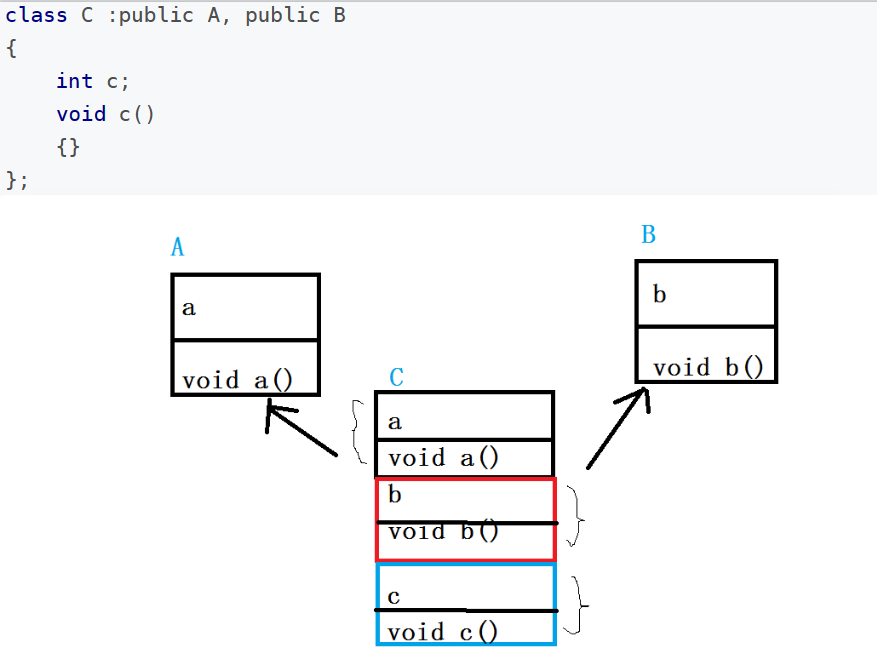 class C :public A, public B
{
    int c;
    void c()
    {}
};
A
B
a
b
void a()
void b()
C
a
void a()
b
void b()
c
void c()